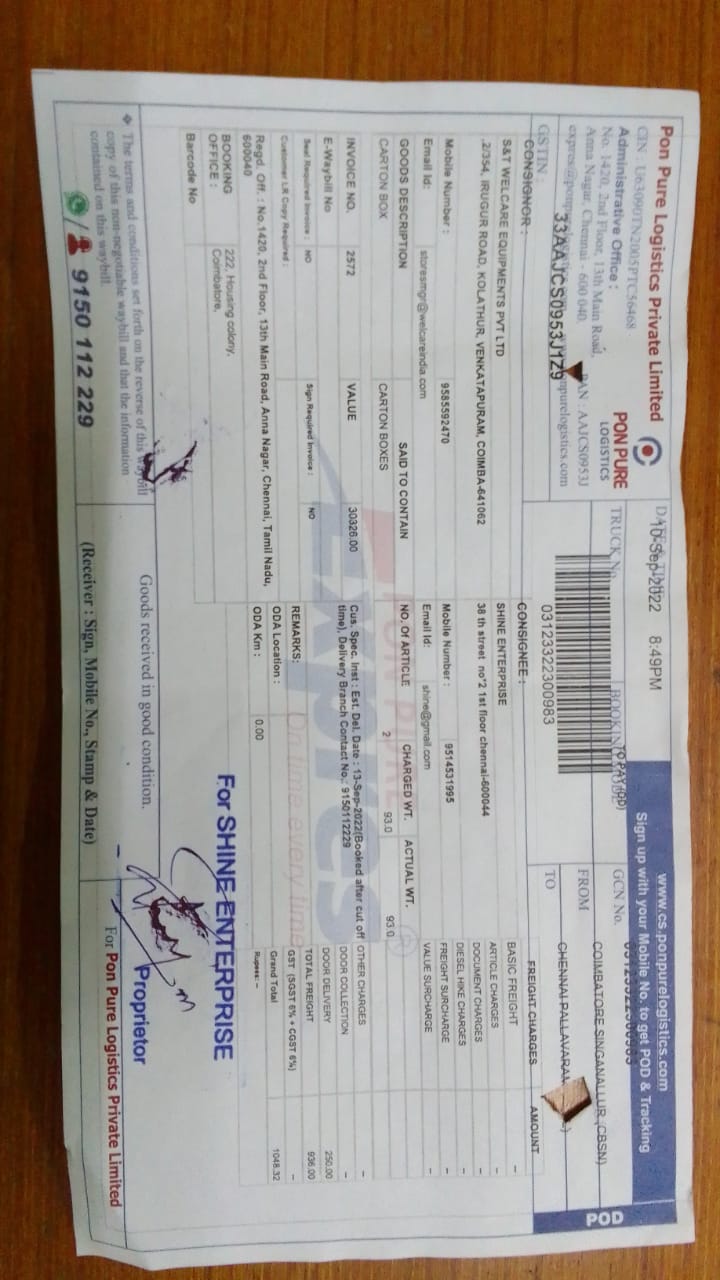 Pon Pure Logistics Private Limited
CIN : U63090TN2005PTC56468
Administrative Office :
No. 1420, 2nd Floor, 13th Main Road,
Anna Nagar, Chennai - 600 040.
PAN : AAJCS0953J
GSTIN : 33AAJCS0953J1Z9
PON PURE
LOGISTICS
10-Sep-2022 8:49PM
TRUCK No.
TO PAY (DD)
03123322300983
www.cs.ponpurelogistics.com
Sign up with your Mobile No. to get POD & Tracking
GCN No.
FROM COIMBATORE SINGANALLUR (CBSN)
TO CHENNAI PALLAVARAM
POD
CONSIGNOR :
S&T WELCARE EQUIPMENTS PVT LTD
,2/354, IRUGUR ROAD, KOLATHUR, VENKATAPURAM, COIMBA-641062
Mobile Number : 9585592470
Email Id: storesmgr@welcareindia.com
CONSIGNEE :
SHINE ENTERPRISE
38 th street no*2 1st floor chennai-600044
Mobile Number : 9514531995
Email Id: shine@gmail.com
GOODS DESCRIPTION SAID TO CONTAIN NO. Of ARTICLE CHARGED WT. ACTUAL WT.
CARTON BOX CARTON BOXES 2 93.0 93.0
INVOICE NO. 2572 VALUE 30326.00
Cus. Spec. Inst : Est. Del. Date : 13-Sep-2022(Booked after cut off
time), Delivery Branch Contact No.: 9150112229
E-Waybill No
Seal Required Invoice : NO Sign Required Invoice : NO
REMARKS:
Customer LR Copy Required :
ODA Location :
Regd. Off. : No.1420, 2nd Floor, 13th Main Road, Anna Nagar, Chennai, Tamil Nadu,
600040
ODA Km : 0.00
BOOKING
OFFICE :
222, Housing colony,
Coimbatore,
Barcode No
FREIGHT CHARGES AMOUNT
BASIC FREIGHT –
ARTICLE CHARGES –
DOCUMENT CHARGES –
DIESEL HIKE CHARGES –
FREIGHT SURCHARGE –
VALUE SURCHARGE –
OTHER CHARGES –
DOOR COLLECTION –
DOOR DELIVERY 250.00
TOTAL FREIGHT 936.00
GST (SGST 6% + CGST 6%) –
Grand Total 1048.32
Rupees: –
PON PURE
EXPRES ®
On time every time
For SHINE ENTERPRISE
Proprietor
❖ The terms and conditions set forth on the reverse of this waybill
copy of this non-negotiable waybill and that the information
contained on this waybill.
/ 9150 112 229
Goods received in good condition.
(Receiver : Sign, Mobile No., Stamp & Date)
For Pon Pure Logistics Private Limited